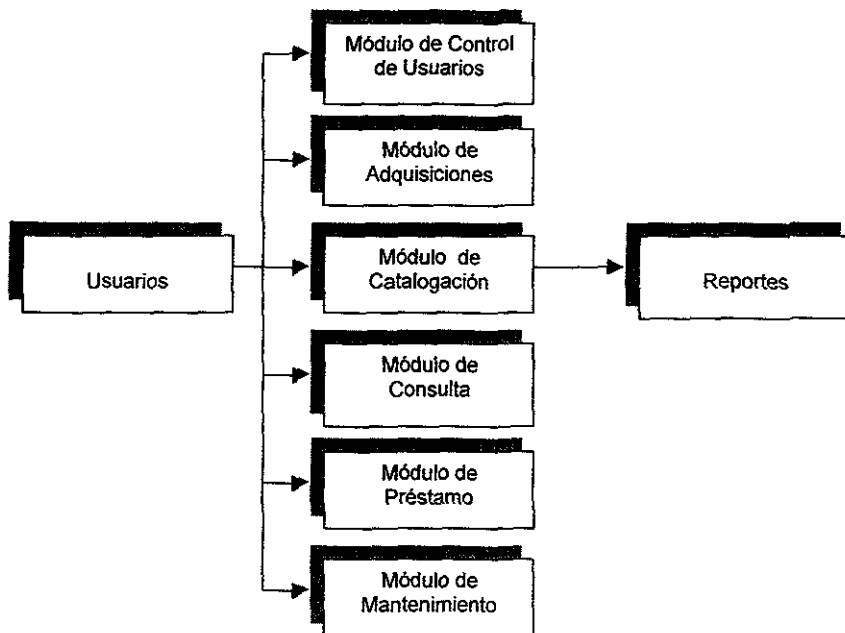 Módulo de Control
de Usuarios
Módulo de
Adquisiciones
Usuarios
Módulo de
Catalogación
Reportes
Módulo de
Consulta
Módulo de
Préstamo
Módulo de
Mantenimiento